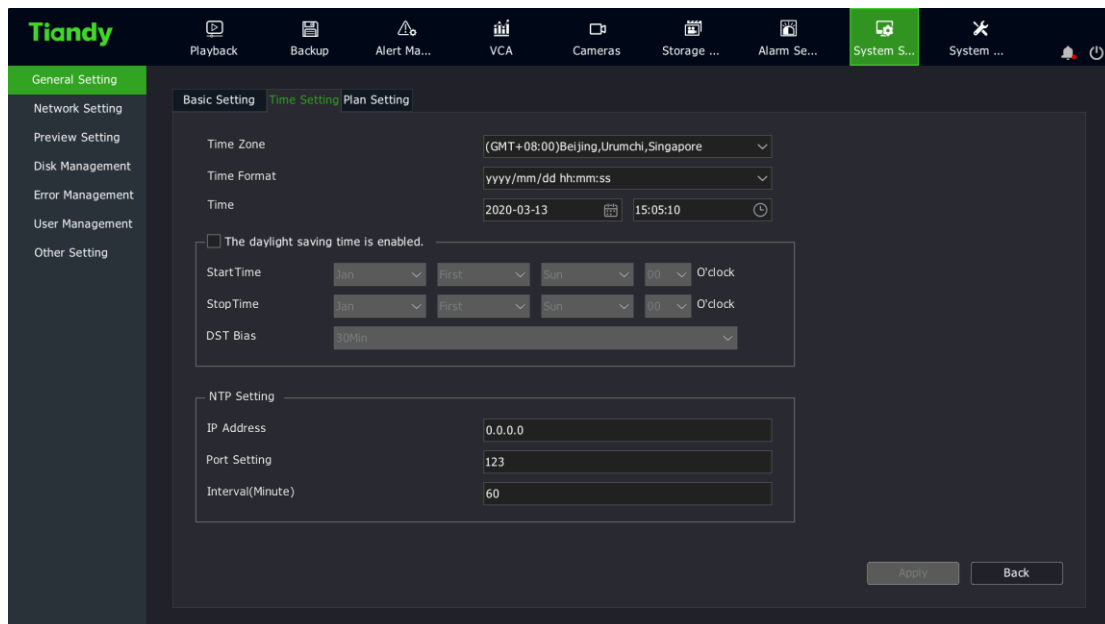 Tiandy
Playback Backup Alert Ma... VCA Cameras Storage ... Alarm Se... System S... System ...
General Setting
Network Setting
Preview Setting
Disk Management
Error Management
User Management
Other Setting
Basic Setting Time Setting Plan Setting
Time Zone (GMT+08:00)Beijing,Urumchi,Singapore
Time Format yyyy/mm/dd hh:mm:ss
Time 2020-03-13 15:05:10
The daylight saving time is enabled.
StartTime Jan First Sun 00 O'clock
StopTime Jan First Sun 00 O'clock
DST Bias 30Min
NTP Setting
IP Address 0.0.0.0
Port Setting 123
Interval(Minute) 60
Apply Back